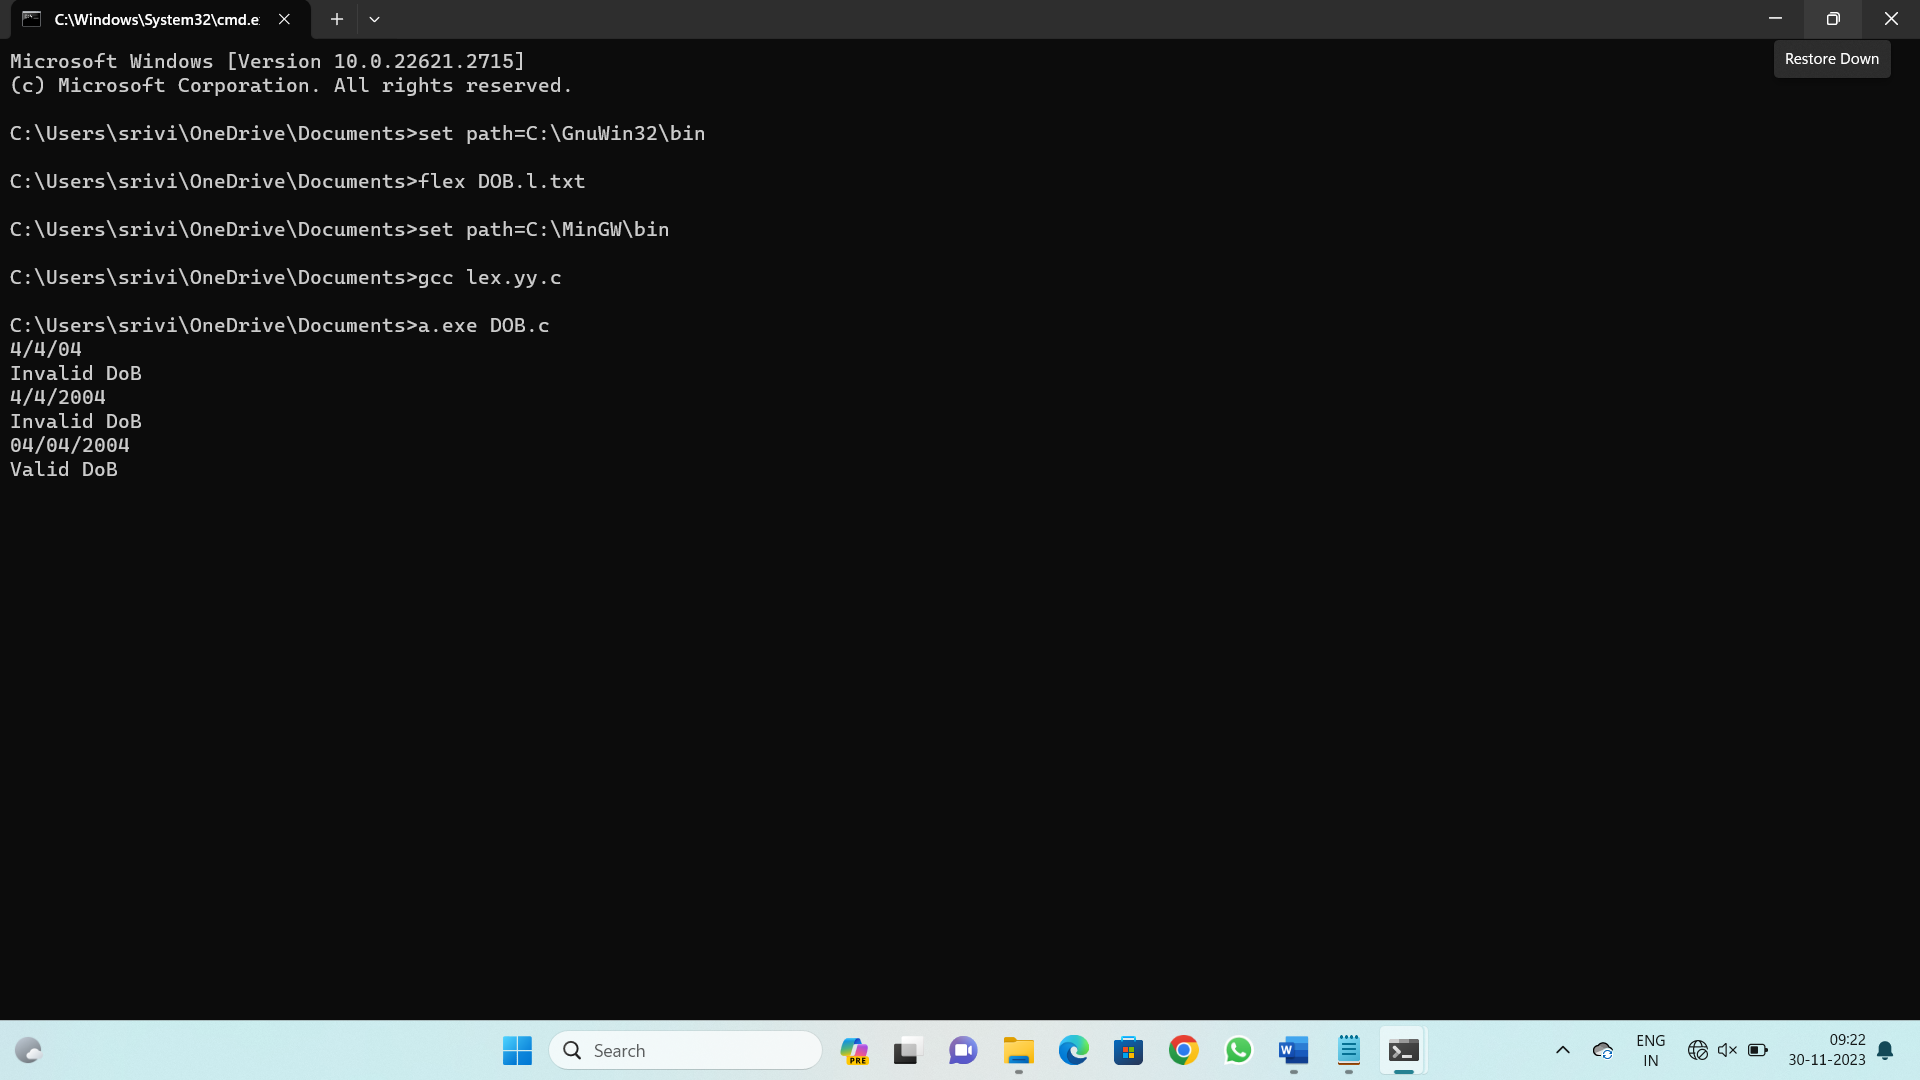 C:\Windows\System32\cmd.e
Restore Down
Microsoft Windows [Version 10.0.22621.2715]
(c) Microsoft Corporation. All rights reserved.
C:\Users\srivi\OneDrive\Documents>set path=C:\GnuWin32\bin
C:\Users\srivi\OneDrive\Documents>flex DOB.l.txt
C:\Users\srivi\OneDrive\Documents>set path=C:\MinGW\bin
C:\Users\srivi\OneDrive\Documents>gcc lex.yy.c
C:\Users\srivi\OneDrive\Documents>a.exe DOB.c
4/4/04
Invalid DoB
4/4/2004
Invalid DoB
04/04/2004
Valid DoB
Search
PRE
W
ENG
IN
09:22
30-11-2023